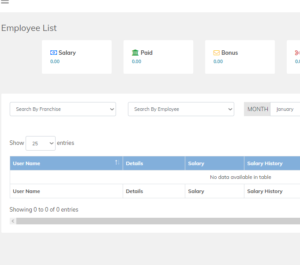 Employee List
Salary
0.00
Paid
0.00
Bonus
0.00
0.0
Search By Franchise
Search By Employee
MONTH
January
Show 25 entries
User Name Details Salary Salary History
No data available in table
User Name Details Salary Salary History
Showing 0 to 0 of 0 entries